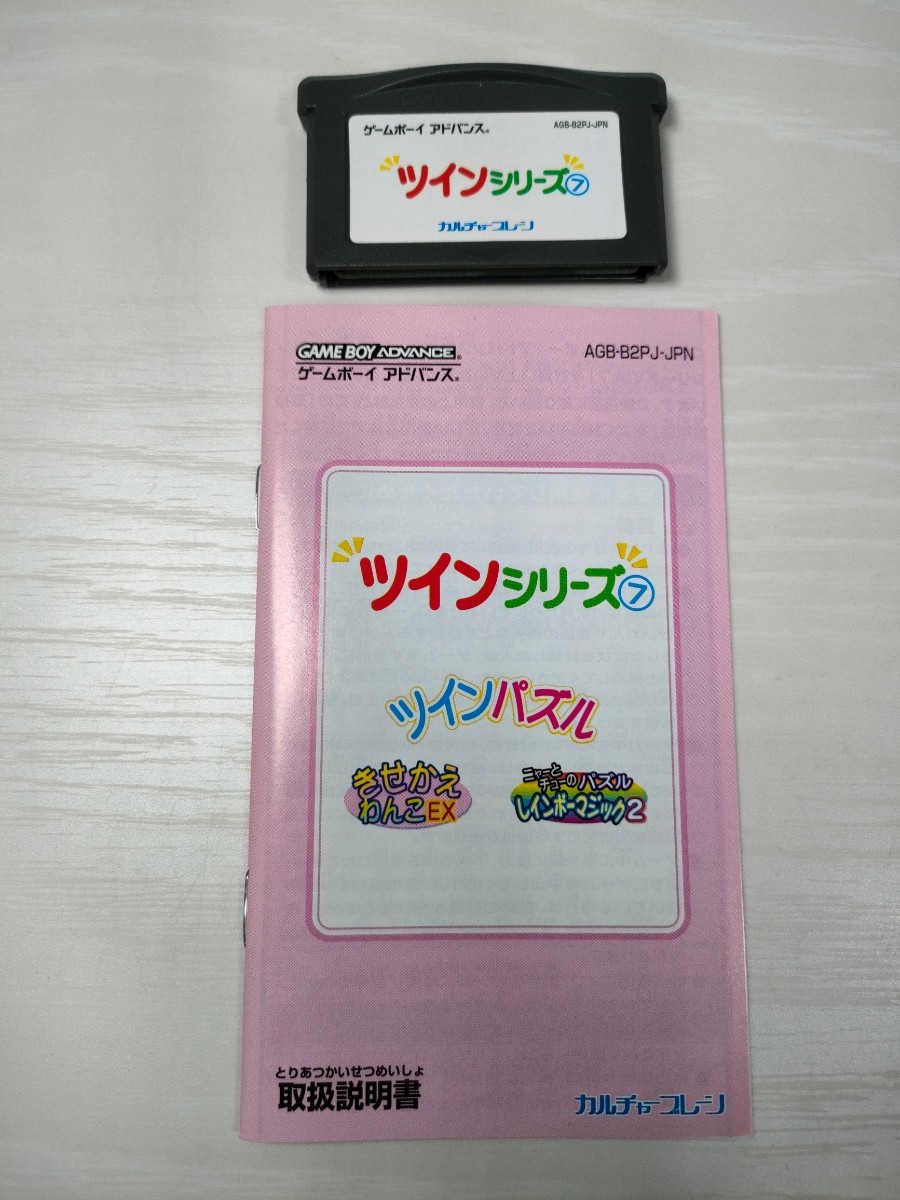 ゲームボーイ アドバンス®
AGB-B2PJ-JPN
ツインシリーズ⑦
カルチャーブレーン
GAME BOY ADVANCE®
AGB-B2PJ-JPN
ゲームボーイ アドバンス®
ツインシリーズ⑦
ツインパズル
きせかえ
わんこEX
ニャーと
チューのパズル
レインボーマジック2
とりあつかいせつめいしょ
取扱説明書
カルチャーブレーン